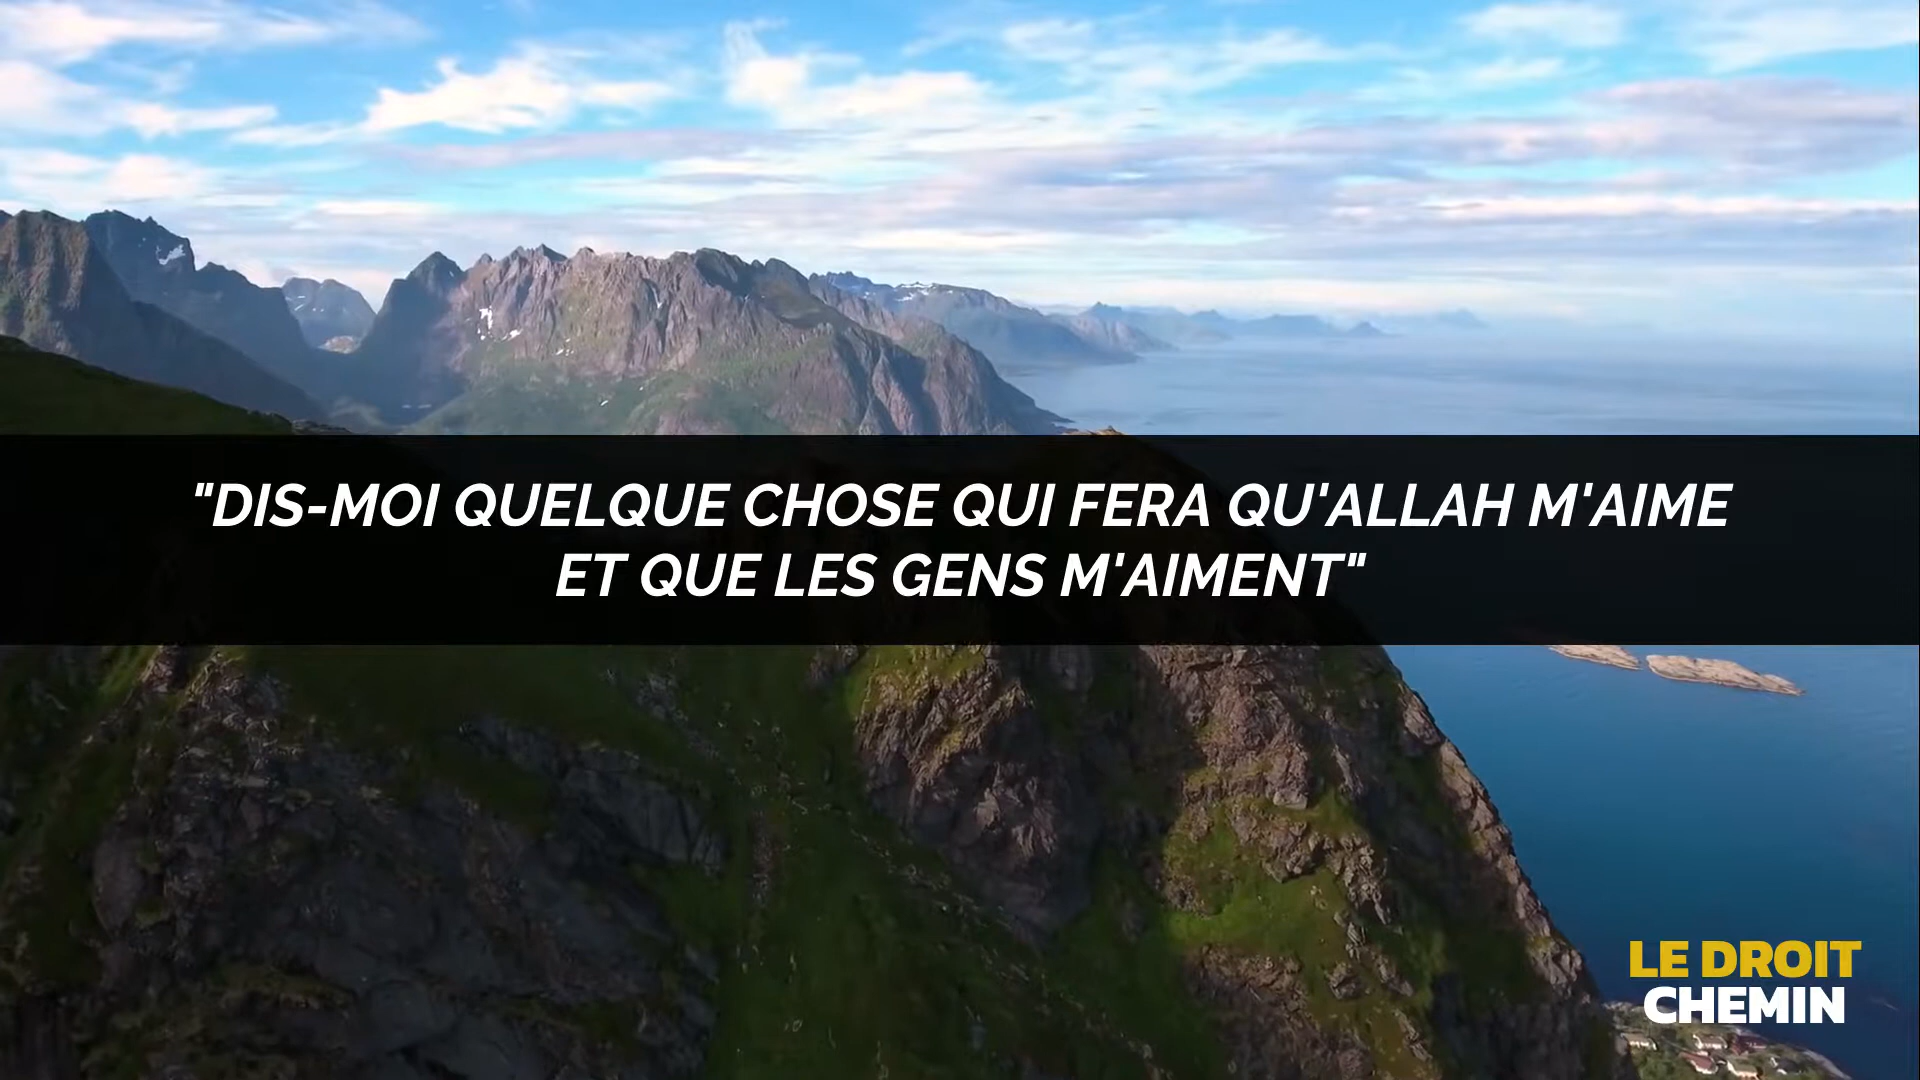 "DIS-MOI QUELQUE CHOSE QUI FERA QU'ALLAH M'AIME
ET QUE LES GENS M'AIMENT"
LE DROIT
CHEMIN